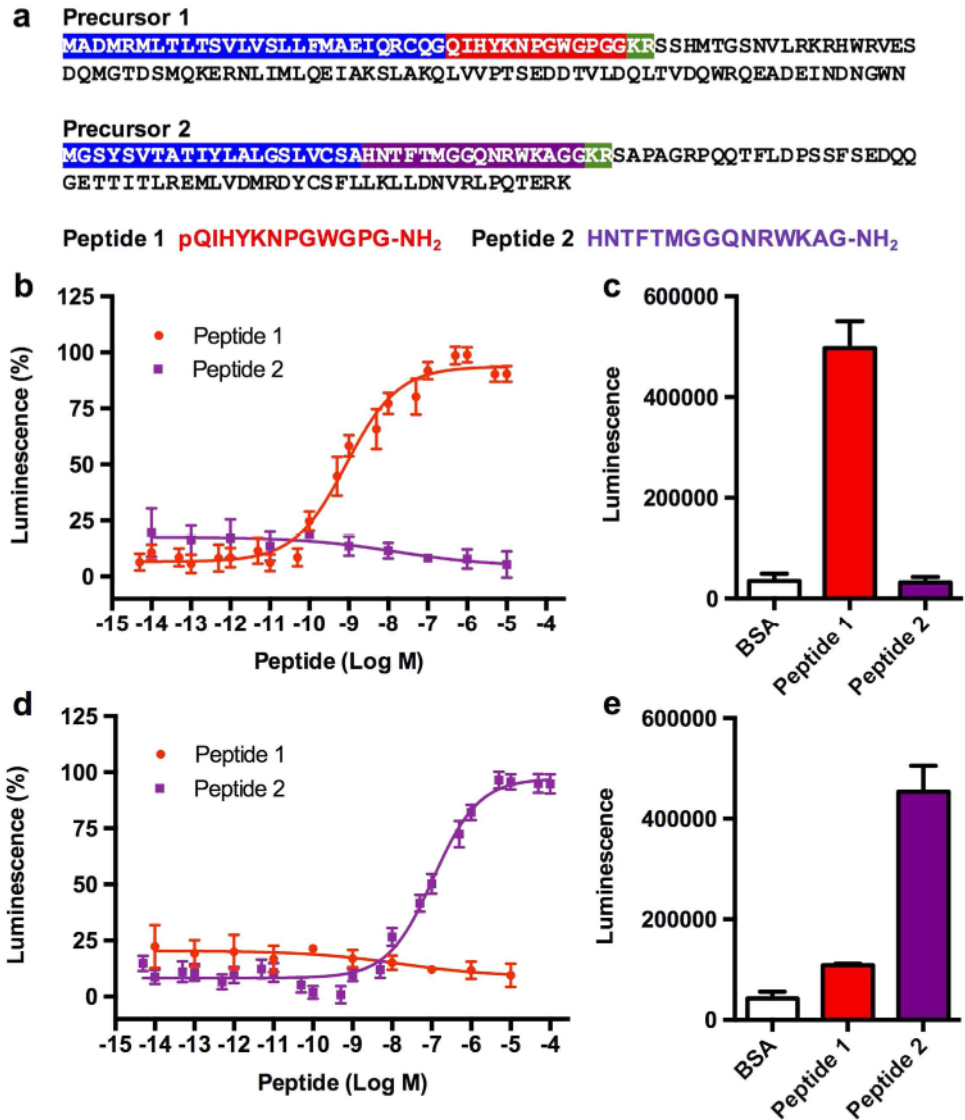 a
Precursor 1
MADMRMLTLTSVLVSLLFMAEIQRCQGQIHYKNPGWGPGGKRSSHMTGSNVLRKRHWRVES
DQMGTDSMQKERNLIMLQEIAKSLAKQLVVPTSEDDTVLDQLTVDQWRQEADEINDNGWN
Precursor 2
MGSYSVTATIYLALGSLVCSAHNTFTMGGQNRWKAGGKRSAPAGRPQQTFLDPSSFSEDQQ
GETTITLREMLVDMRDYCSFLLKLLDNVRLPQTERK
Peptide 1 pQIHYKNPGWGPG-NH₂ Peptide 2 HNTFTMGGQNRWKAG-NH₂
b
125
100
75
50
25
0
Luminescence (%)
Peptide 1
Peptide 2
-15 -14 -13 -12 -11 -10 -9 -8 -7 -6 -5 -4
Peptide (Log M)
c
600000
400000
200000
0
Luminescence
BSA
Peptide 1
Peptide 2
d
125
100
75
50
25
0
Luminescence (%)
Peptide 1
Peptide 2
-15 -14 -13 -12 -11 -10 -9 -8 -7 -6 -5 -4
Peptide (Log M)
e
600000
400000
200000
0
Luminescence
BSA
Peptide 1
Peptide 2